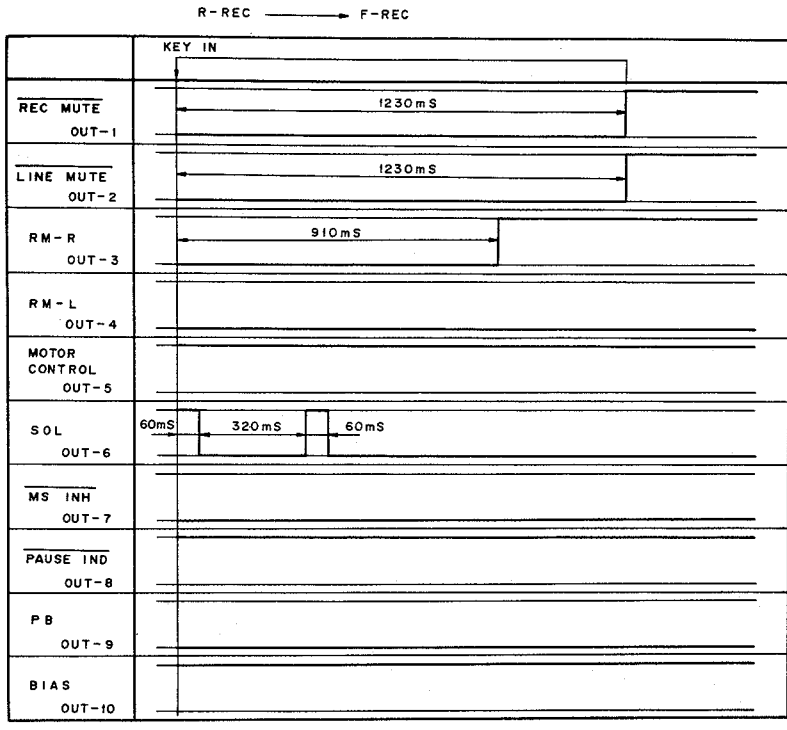 R-REC → F-REC
KEY IN
REC MUTE
OUT-1
1230mS
LINE MUTE
OUT-2
1230mS
RM-R
OUT-3
910mS
RM-L
OUT-4
MOTOR
CONTROL
OUT-5
SOL
OUT-6
60mS 320mS 60mS
MS INH
OUT-7
PAUSE IND
OUT-8
PB
OUT-9
BIAS
OUT-10